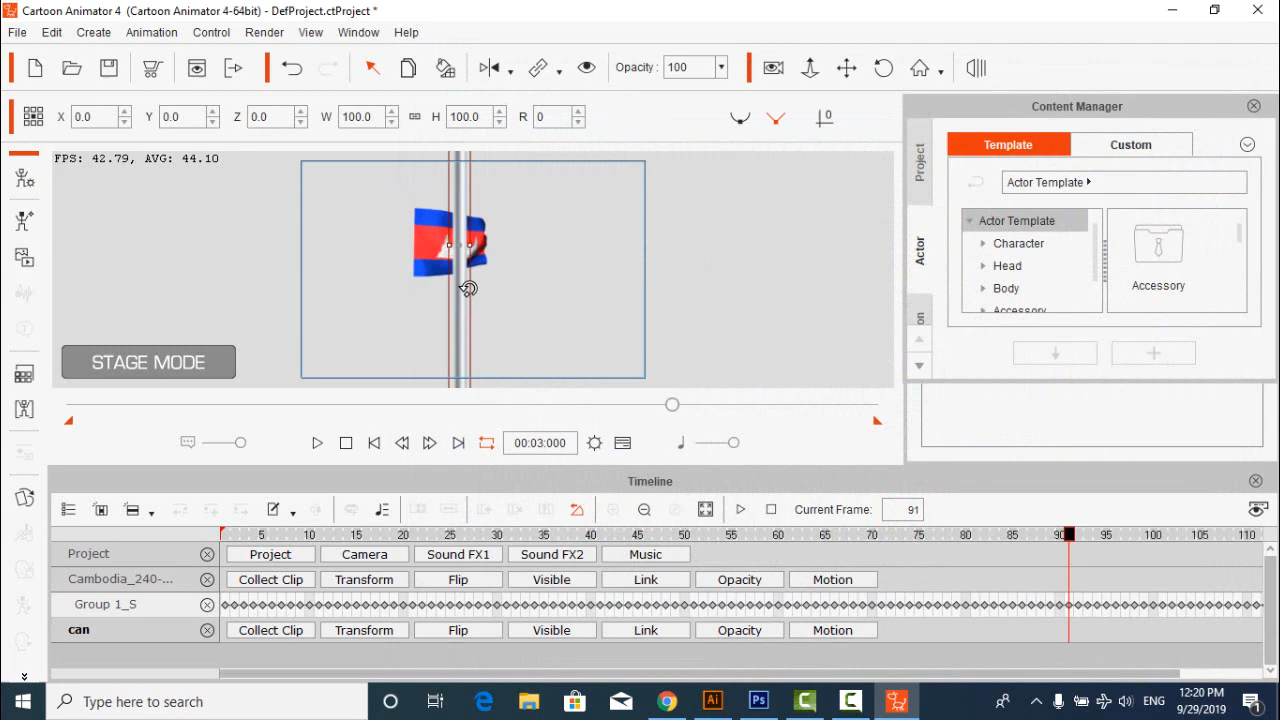 Cartoon Animator 4 (Cartoon Animator 4-64bit) - DefProject.ctProject *
File Edit Create Animation Control Render View Window Help
Opacity : 100
X 0.0 Y 0.0 Z 0.0 W 100.0 H 100.0 R 0
Content Manager
Template Custom
FPS: 42.79, AVG: 44.10
Project
Actor Template
Actor Template
Character
Actor
Head
Body
Accessory
Accessory
STAGE MODE
00:03:000
Timeline
Current Frame: 91
5 10 15 20 25 30 35 40 45 50 55 60 65 70 75 80 85 90 95 100 105 110
Project Project Camera Sound FX1 Sound FX2 Music
Cambodia_240-... Collect Clip Transform Flip Visible Link Opacity Motion
Group 1_S
can Collect Clip Transform Flip Visible Link Opacity Motion
Type here to search
ENG
12:20 PM
9/29/2019